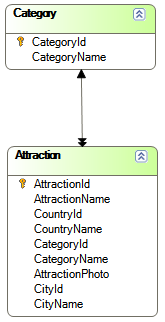 Category
CategoryId
CategoryName
Attraction
AttractionId
AttractionName
CountryId
CountryName
CategoryId
CategoryName
AttractionPhoto
CityId
CityName